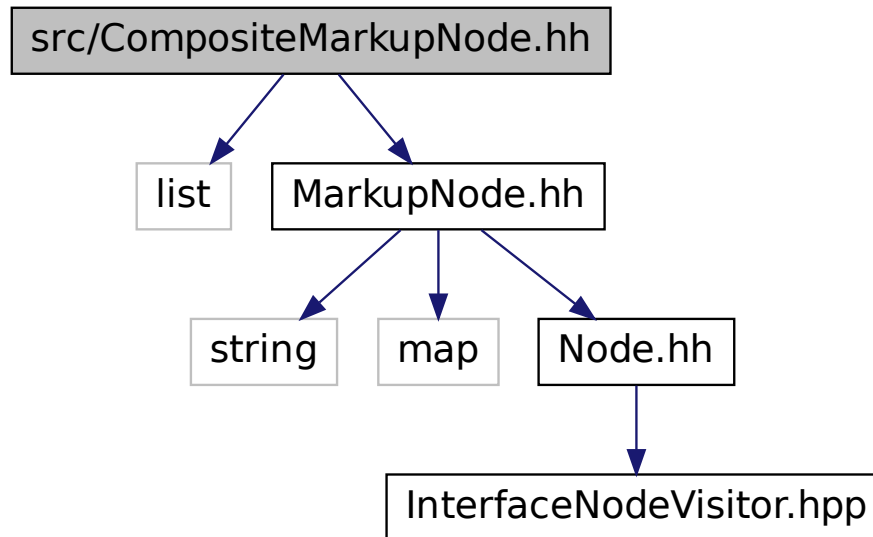 src/CompositeMarkupNode.hh
list
MarkupNode.hh
string
map
Node.hh
InterfaceNodeVisitor.hpp